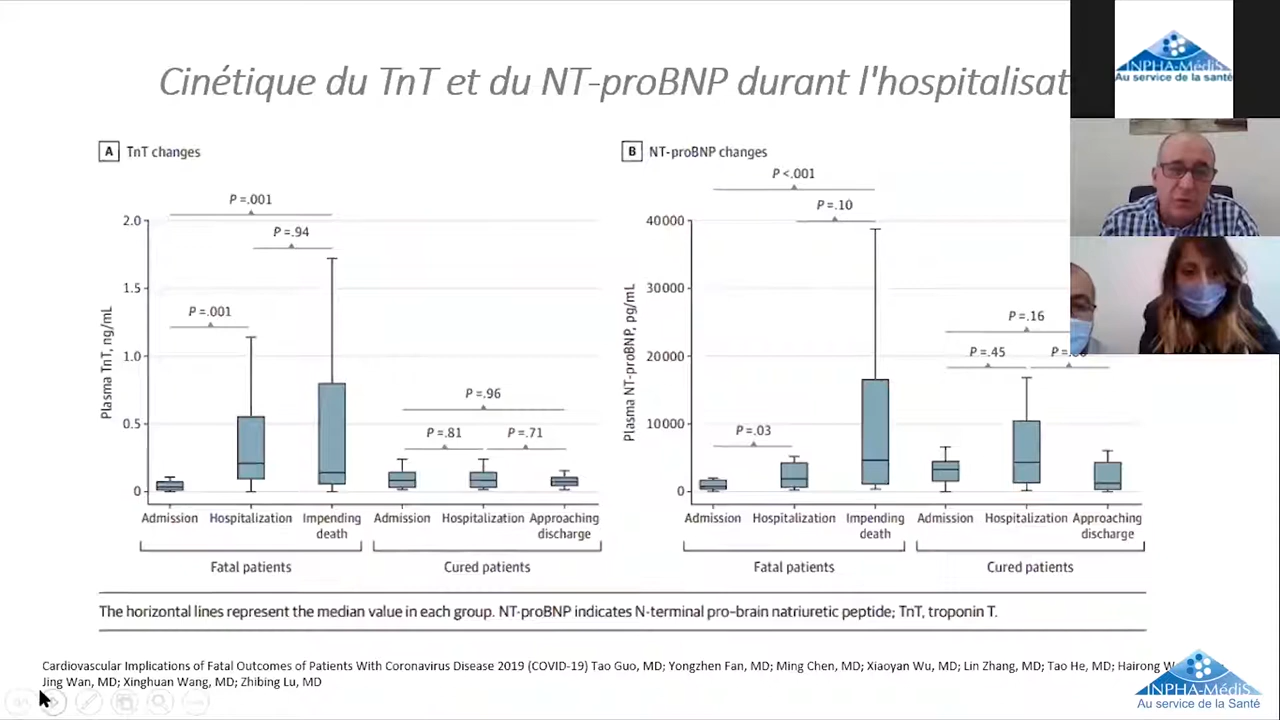 Cinétique du TnT et du NT-proBNP durant l'hospitalisat
INPHA-MédiS
Au service de la santé
A TnT changes
B NT-proBNP changes
P =.001
P =.94
P =.001
P =.96
P =.81
P =.71
2.0
1.5
1.0
0.5
0
Plasma TnT, ng/mL
Admission
Hospitalization
Impending death
Admission
Hospitalization
Approaching discharge
Fatal patients
Cured patients
P <.001
P =.10
P =.03
P =.16
P =.45
40000
30000
20000
10000
0
Plasma NT-proBNP, pg/mL
Admission
Hospitalization
Impending death
Admission
Hospitalization
Approaching discharge
Fatal patients
Cured patients
The horizontal lines represent the median value in each group. NT-proBNP indicates N-terminal pro–brain natriuretic peptide; TnT, troponin T.
Cardiovascular Implications of Fatal Outcomes of Patients With Coronavirus Disease 2019 (COVID-19) Tao Guo, MD; Yongzhen Fan, MD; Ming Chen, MD; Xiaoyan Wu, MD; Lin Zhang, MD; Tao He, MD; Hairong
Jing Wan, MD; Xinghuan Wang, MD; Zhibing Lu, MD
INPHA-MédiS
Au service de la Santé